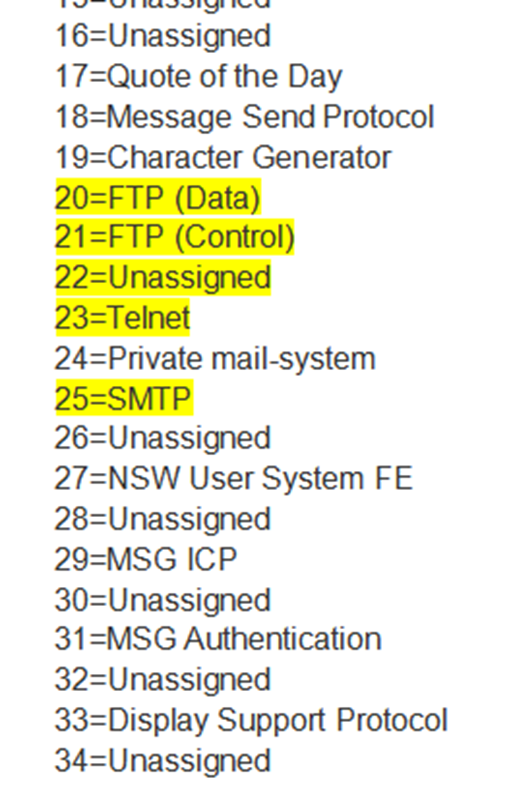 15=Unassigned
16=Unassigned
17=Quote of the Day
18=Message Send Protocol
19=Character Generator
20=FTP (Data)
21=FTP (Control)
22=Unassigned
23=Telnet
24=Private mail-system
25=SMTP
26=Unassigned
27=NSW User System FE
28=Unassigned
29=MSG ICP
30=Unassigned
31=MSG Authentication
32=Unassigned
33=Display Support Protocol
34=Unassigned